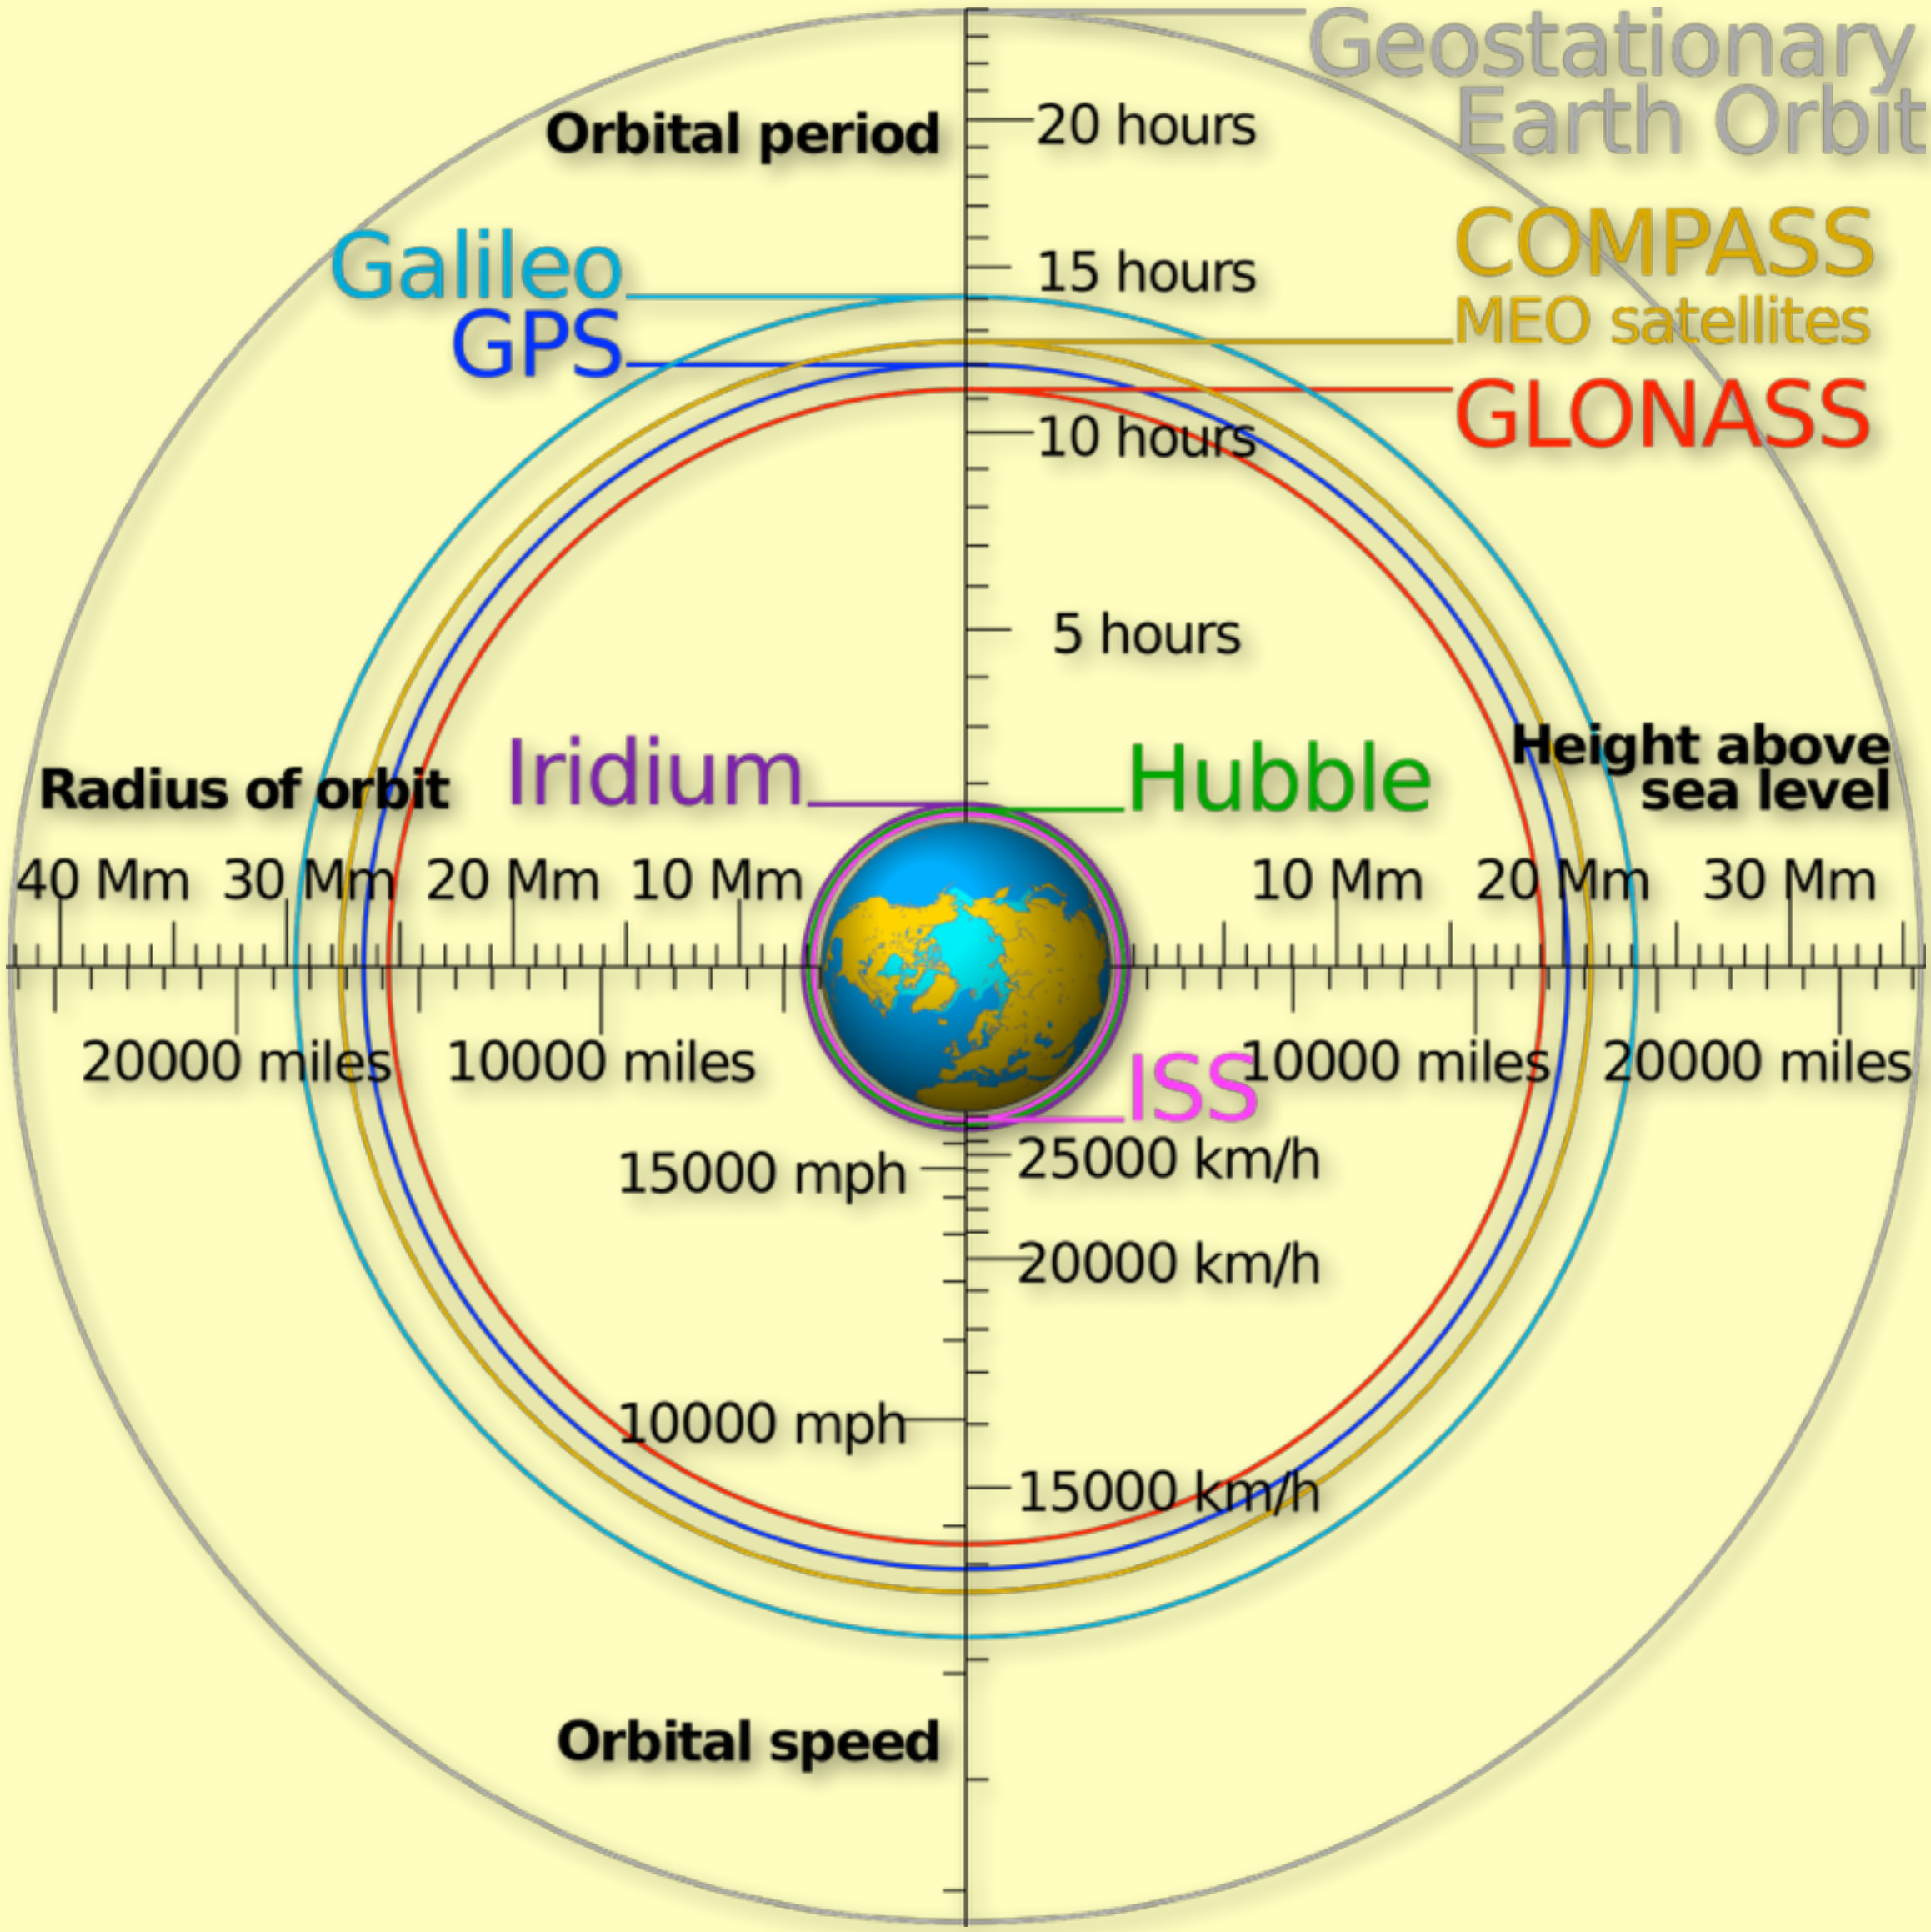 Geostationary
Earth Orbit
Orbital period
20 hours
COMPASS
MEO satellites
Galileo
GPS
15 hours
GLONASS
10 hours
5 hours
Iridium
Hubble
Height above
sea level
Radius of orbit
40 Mm 30 Mm 20 Mm 10 Mm
10 Mm 20 Mm 30 Mm
20000 miles 10000 miles
10000 miles 20000 miles
ISS
15000 mph
25000 km/h
20000 km/h
10000 mph
15000 km/h
Orbital speed